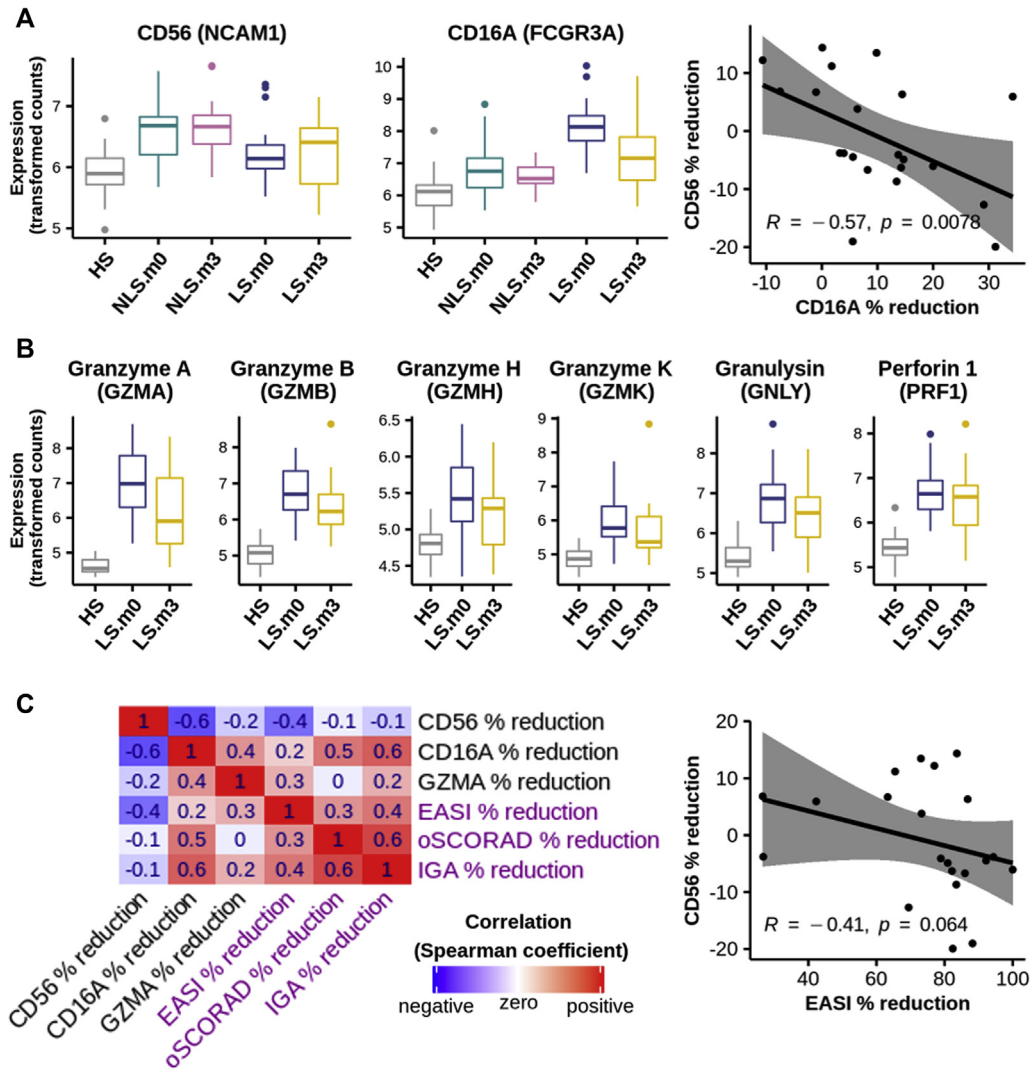 A
CD56 (NCAM1)
CD16A (FCGR3A)
Expression
(transformed counts)
7
6
5
HS
NLS.m0
NLS.m3
LS.m0
LS.m3
10
9
8
7
6
5
HS
NLS.m0
NLS.m3
LS.m0
LS.m3
CD56 % reduction
10
0
-10
-20
R = −0.57, p = 0.0078
-10 0 10 20 30
CD16A % reduction
B
Expression
(transformed counts)
Granzyme A
(GZMA)
8
7
6
5
HS
LS.m0
LS.m3
Granzyme B
(GZMB)
8
7
6
5
HS
LS.m0
LS.m3
Granzyme H
(GZMH)
6.5
6.0
5.5
5.0
4.5
HS
LS.m0
LS.m3
Granzyme K
(GZMK)
9
8
7
6
5
HS
LS.m0
LS.m3
Granulysin
(GNLY)
8
7
6
5
HS
LS.m0
LS.m3
Perforin 1
(PRF1)
8
7
6
5
HS
LS.m0
LS.m3
C
1 -0.6 -0.2 -0.4 -0.1 -0.1 CD56 % reduction
-0.6 1 0.4 0.2 0.5 0.6 CD16A % reduction
-0.2 0.4 1 0.3 0 0.2 GZMA % reduction
-0.4 0.2 0.3 1 0.3 0.4 EASI % reduction
-0.1 0.5 0 0.3 1 0.6 oSCORAD % reduction
-0.1 0.6 0.2 0.4 0.6 1 IGA % reduction
CD56 % reduction
CD16A % reduction
GZMA % reduction
EASI % reduction
oSCORAD % reduction
IGA % reduction
Correlation
(Spearman coefficient)
negative zero positive
CD56 % reduction
20
10
0
-10
-20
R = −0.41, p = 0.064
40 60 80 100
EASI % reduction